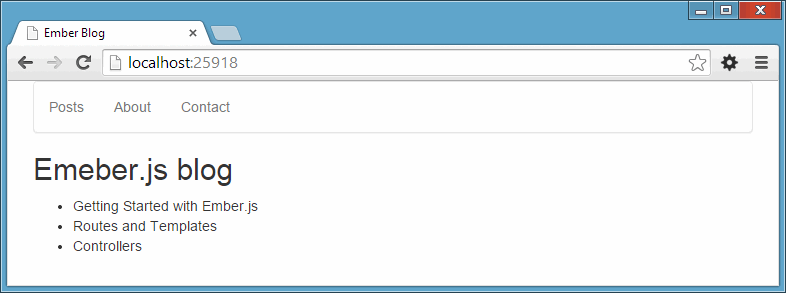 Ember Blog
localhost:25918
Posts About Contact
Emeber.js blog
Getting Started with Ember.js
Routes and Templates
Controllers